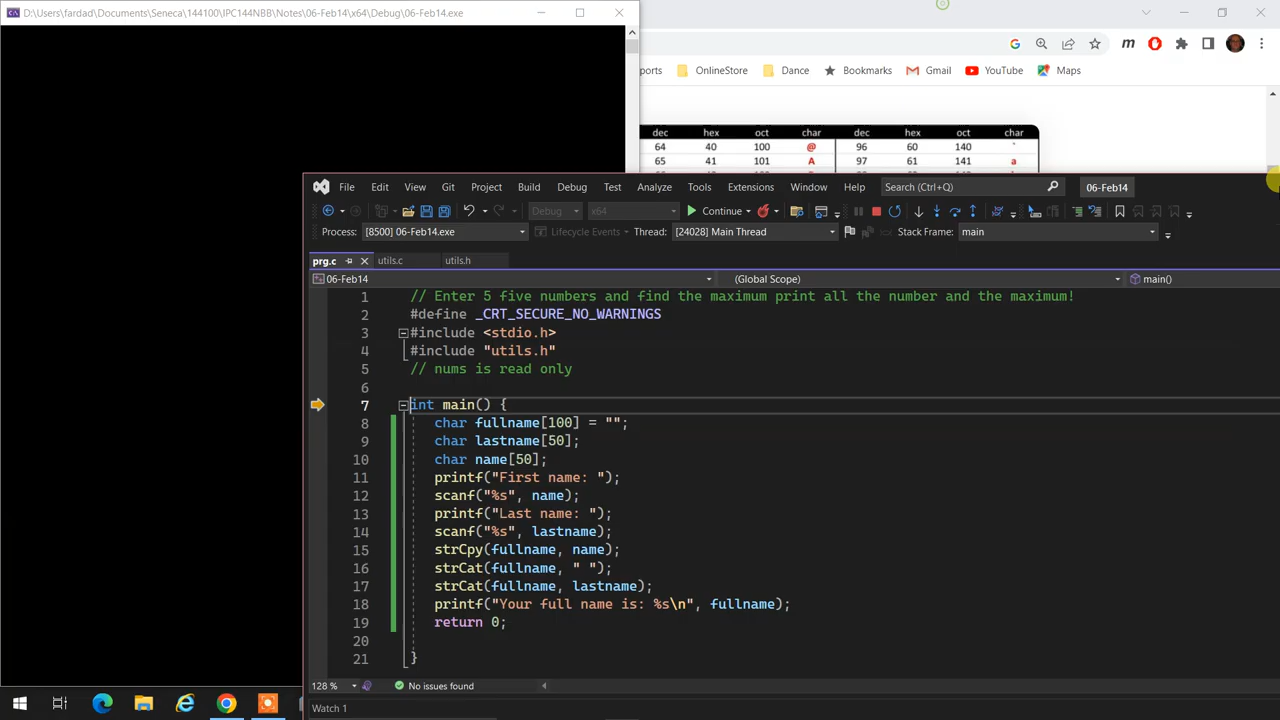 D:\Users\fardad\Documents\Seneca\144100\IPC144NBB\Notes\06-Feb14\x64\Debug\06-Feb14.exe
ports OnlineStore Dance Bookmarks Gmail YouTube Maps
dec hex oct char dec hex oct char
64 40 100 @ 96 60 140 `
65 41 101 A 97 61 141 a
File Edit View Git Project Build Debug Test Analyze Tools Extensions Window Help Search (Ctrl+Q) 06-Feb14
Debug x64 Continue
Process: [8500] 06-Feb14.exe Lifecycle Events Thread: [24028] Main Thread Stack Frame: main
prg.c utils.c utils.h
06-Feb14 (Global Scope) main()
1 // Enter 5 five numbers and find the maximum print all the number and the maximum!
2 #define _CRT_SECURE_NO_WARNINGS
3 #include <stdio.h>
4 #include "utils.h"
5 // nums is read only
6
7 int main() {
8 char fullname[100] = "";
9 char lastname[50];
10 char name[50];
11 printf("First name: ");
12 scanf("%s", name);
13 printf("Last name: ");
14 scanf("%s", lastname);
15 strCpy(fullname, name);
16 strCat(fullname, " ");
17 strCat(fullname, lastname);
18 printf("Your full name is: %s\n", fullname);
19 return 0;
20
21 }
128 % No issues found
Watch 1